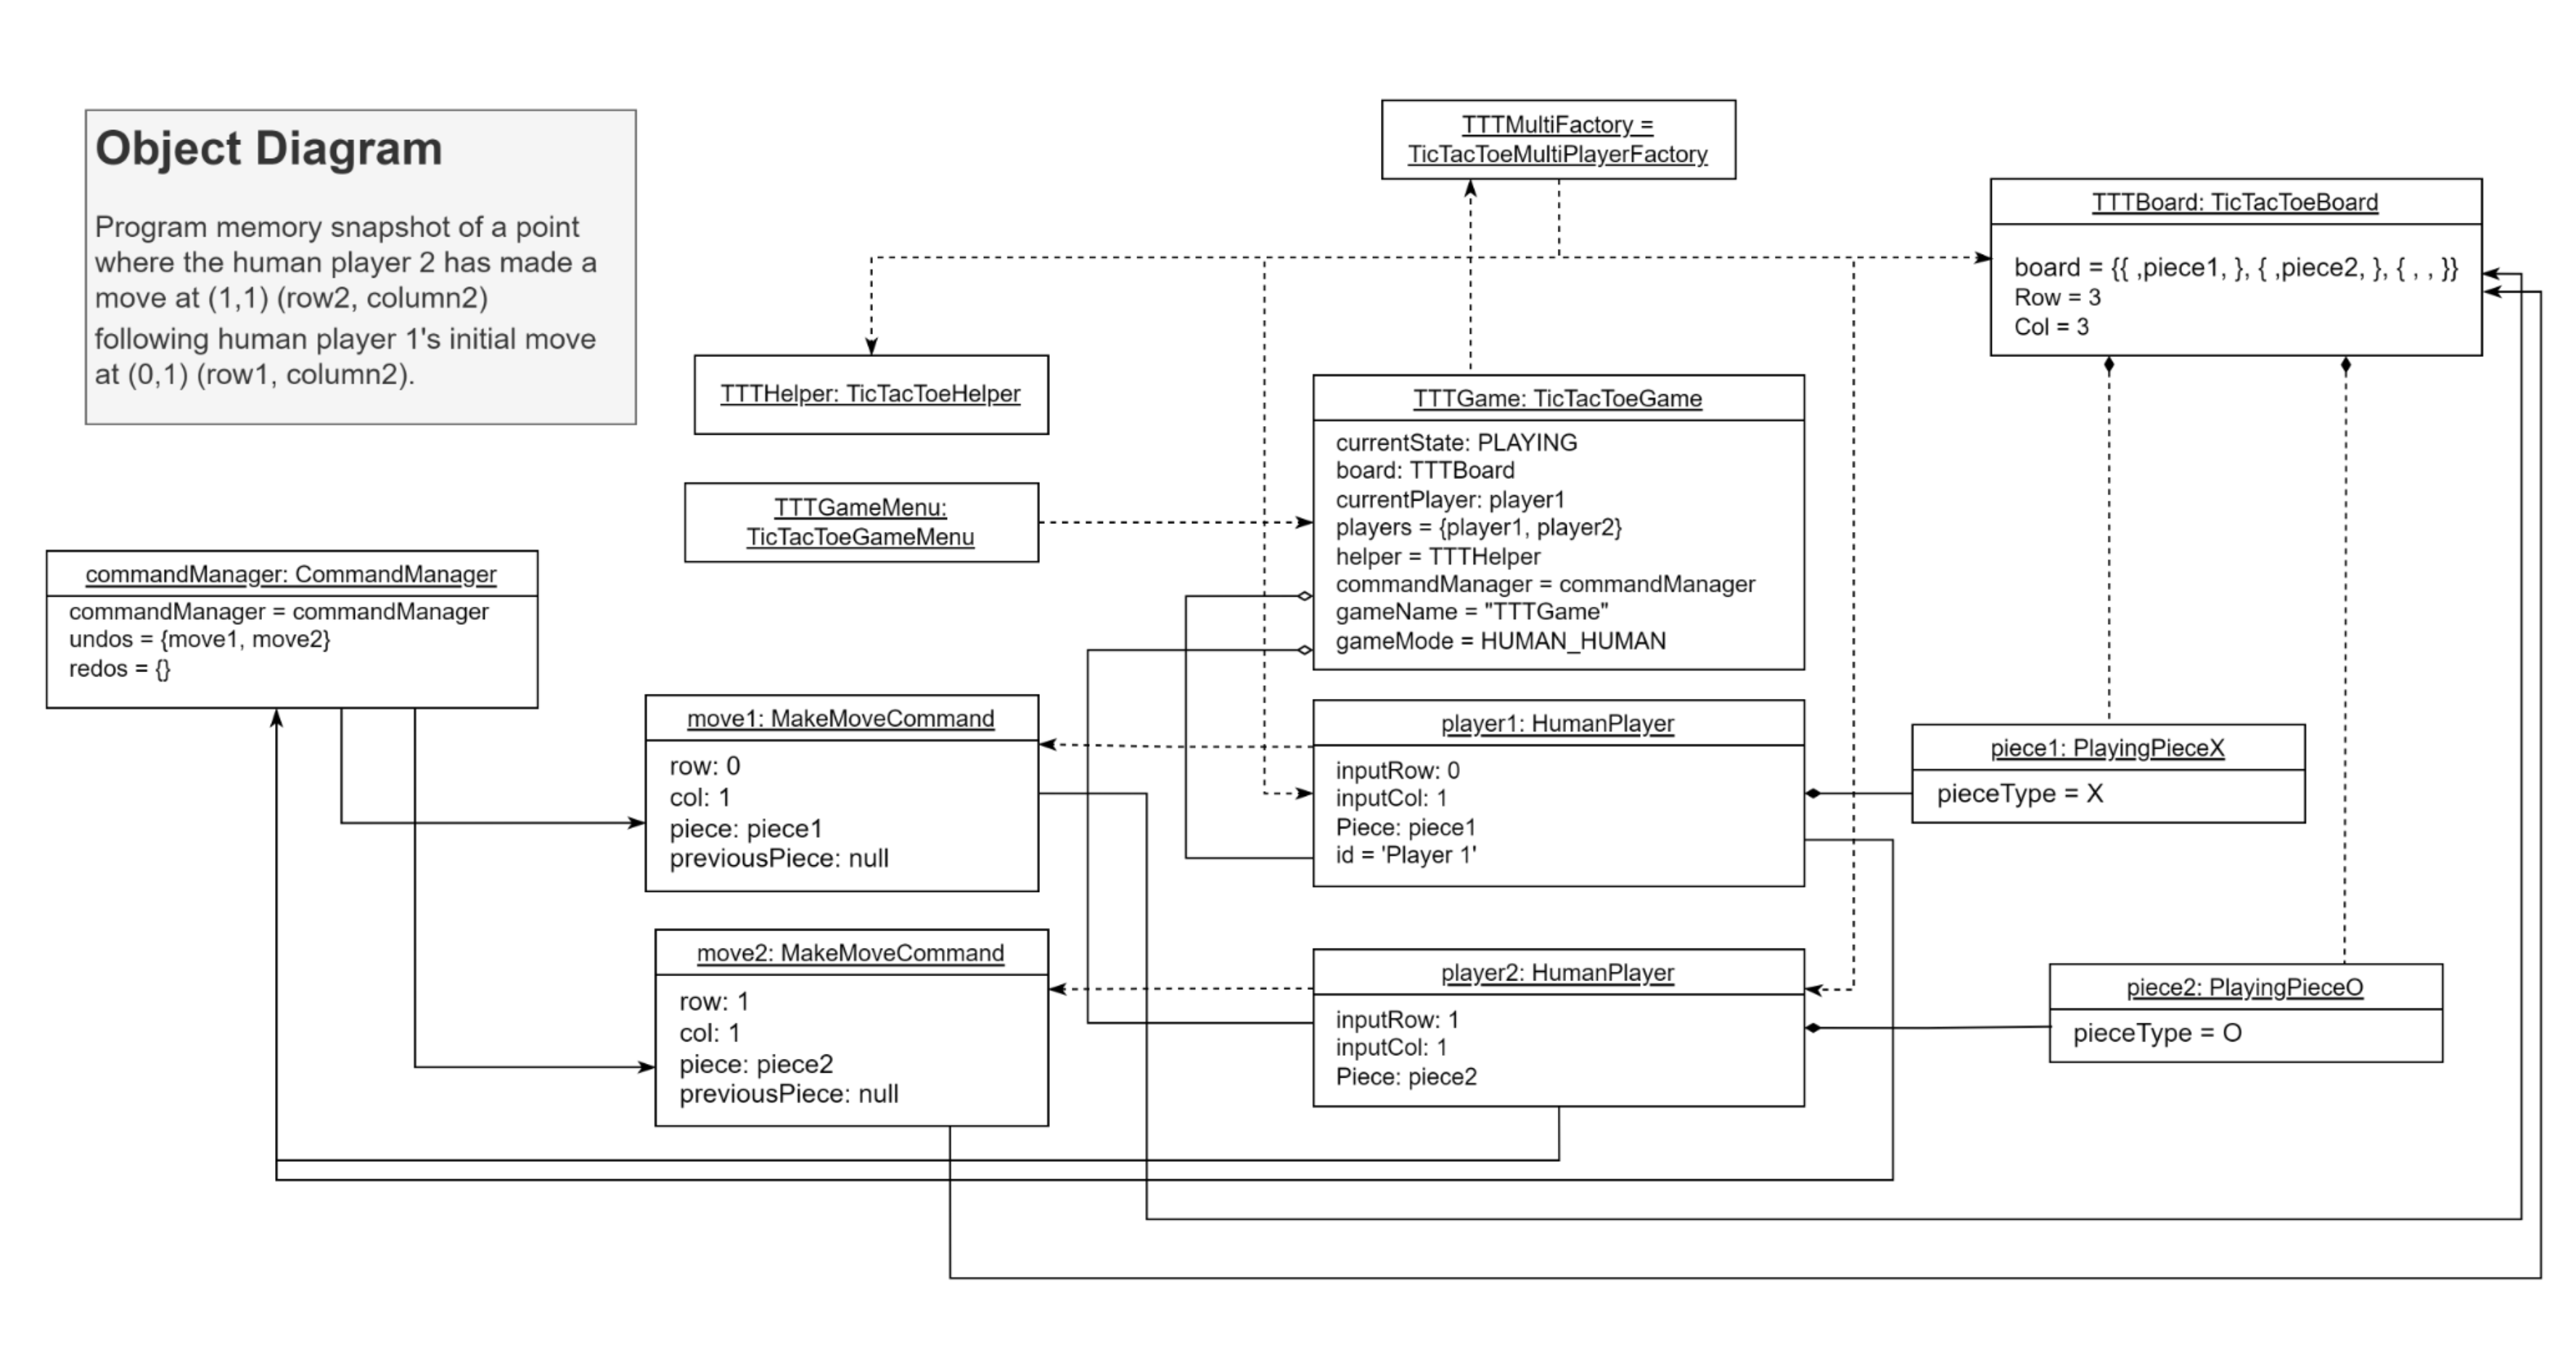 Object Diagram
Program memory snapshot of a point
where the human player 2 has made a
move at (1,1) (row2, column2)
following human player 1's initial move
at (0,1) (row1, column2).
TTTMultiFactory =
TicTacToeMultiPlayerFactory
TTTBoard: TicTacToeBoard
board = {{ ,piece1, }, { ,piece2, }, { , , }}
Row = 3
Col = 3
TTTHelper: TicTacToeHelper
TTTGame: TicTacToeGame
currentState: PLAYING
board: TTTBoard
currentPlayer: player1
players = {player1, player2}
helper = TTTHelper
commandManager = commandManager
gameName = "TTTGame"
gameMode = HUMAN_HUMAN
TTTGameMenu:
TicTacToeGameMenu
commandManager: CommandManager
commandManager = commandManager
undos = {move1, move2}
redos = {}
move1: MakeMoveCommand
row: 0
col: 1
piece: piece1
previousPiece: null
player1: HumanPlayer
inputRow: 0
inputCol: 1
Piece: piece1
id = 'Player 1'
piece1: PlayingPieceX
pieceType = X
move2: MakeMoveCommand
row: 1
col: 1
piece: piece2
previousPiece: null
player2: HumanPlayer
inputRow: 1
inputCol: 1
Piece: piece2
piece2: PlayingPieceO
pieceType = O